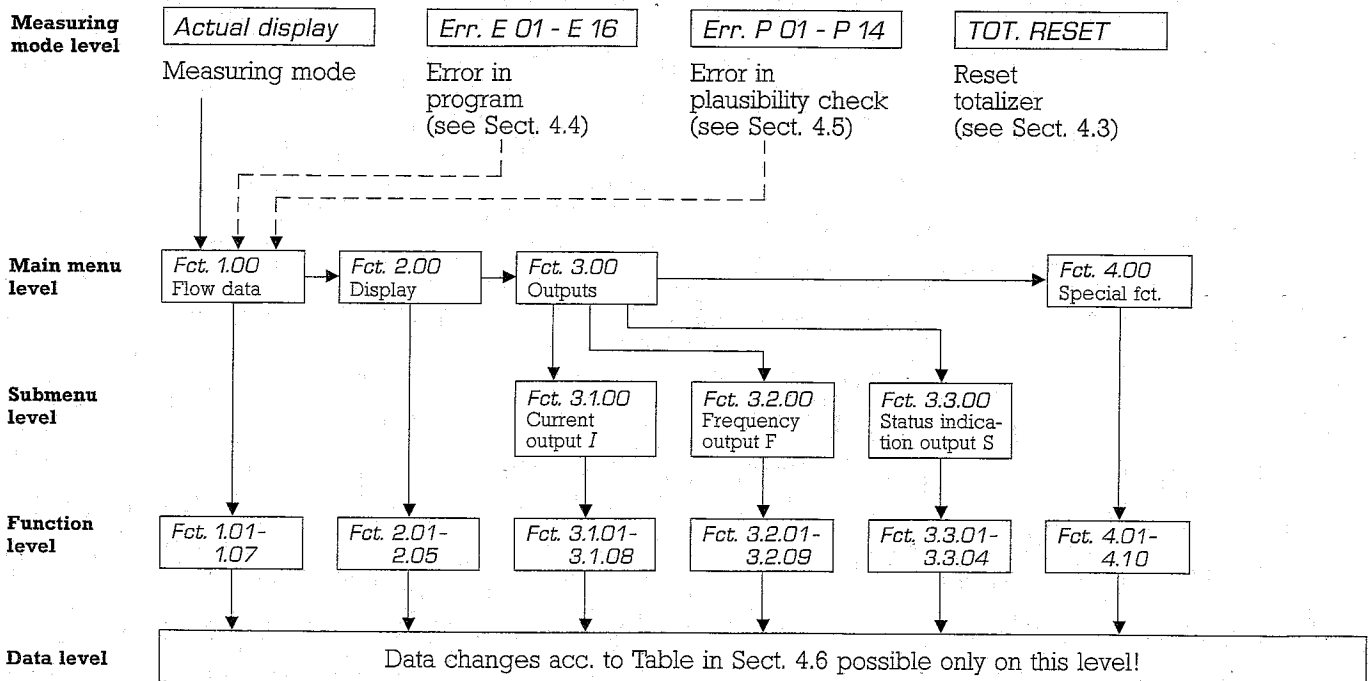 Measuring
mode level
Actual display
Measuring mode
Err. E 01 - E 16
Error in
program
(see Sect. 4.4)
Err. P 01 - P 14
Error in
plausibility check
(see Sect. 4.5)
TOT. RESET
Reset
totalizer
(see Sect. 4.3)
Main menu
level
Fct. 1.00
Flow data
Fct. 2.00
Display
Fct. 3.00
Outputs
Fct. 4.00
Special fct.
Submenu
level
Fct. 3.1.00
Current
output I
Fct. 3.2.00
Frequency
output F
Fct. 3.3.00
Status indica-
tion output S
Function
level
Fct. 1.01-
1.07
Fct. 2.01-
2.05
Fct. 3.1.01-
3.1.08
Fct. 3.2.01-
3.2.09
Fct. 3.3.01-
3.3.04
Fct. 4.01-
4.10
Data level
Data changes acc. to Table in Sect. 4.6 possible only on this level!